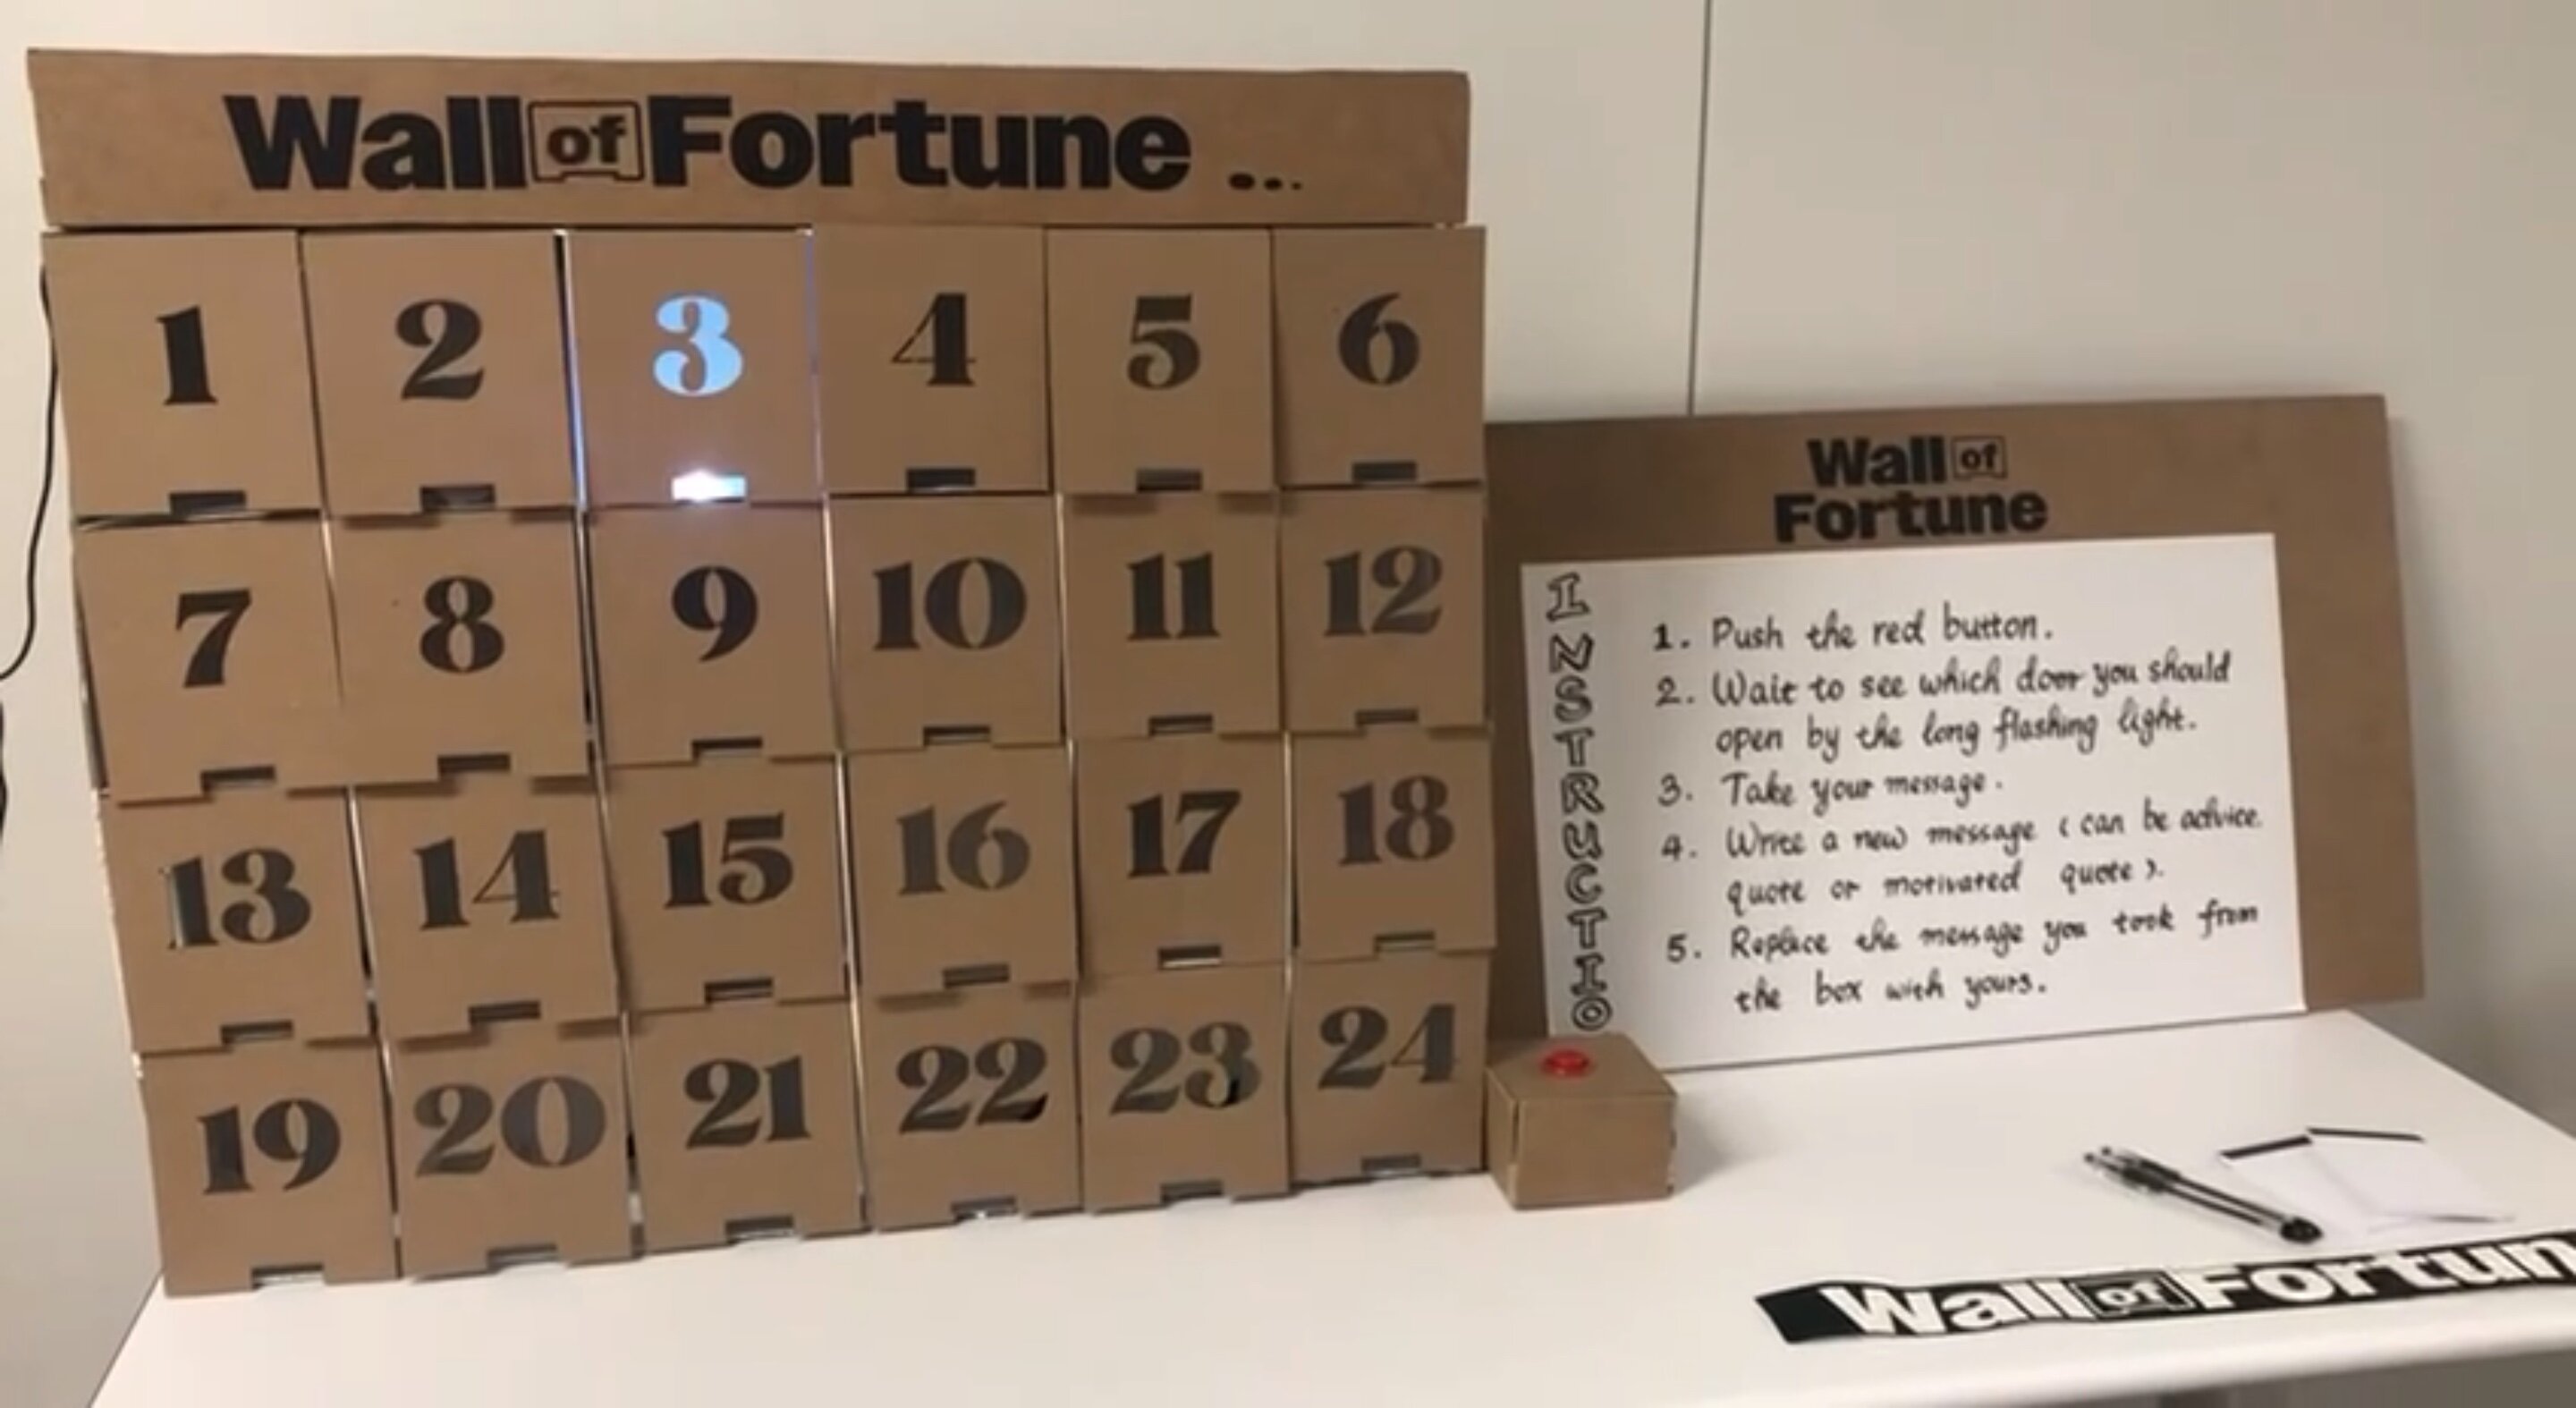 Wall of Fortune ...
1 2 3 4 5 6
7 8 9 10 11 12
13 14 15 16 17 18
19 20 21 22 23 24
Wall of
Fortune
INSTRUCTIO
1. Push the red button.
2. Wait to see which door you should
open by the long flashing light.
3. Take your message.
4. Write a new message ( can be advice
quote or motivated quote ).
5. Replace the message you took from
the box with yours.
Wall of Fortun